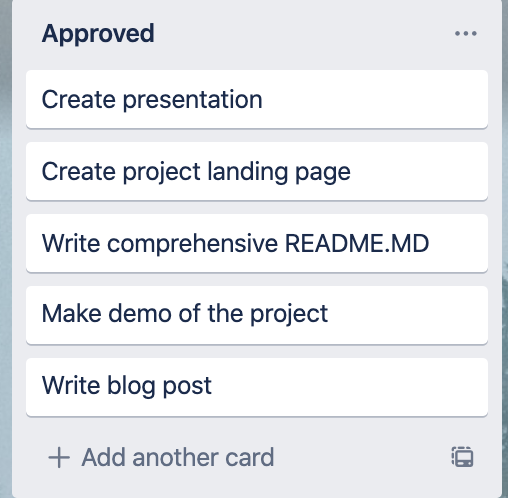 Approved
Create presentation
Create project landing page
Write comprehensive README.MD
Make demo of the project
Write blog post
Add another card